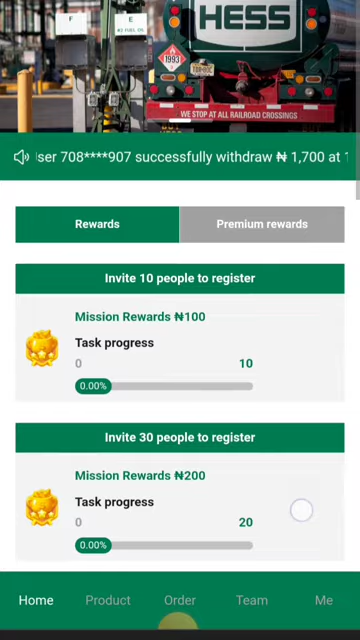 HESS
F
E
1993
WE STOP AT ALL RAILROAD CROSSINGS
ser 708****907 successfully withdraw ₦ 1,700 at
Rewards
Premium rewards
Invite 10 people to register
Mission Rewards ₦100
Task progress
0 10
0.00%
Invite 30 people to register
Mission Rewards ₦200
Task progress
0 20
0.00%
Home Product Order Team Me